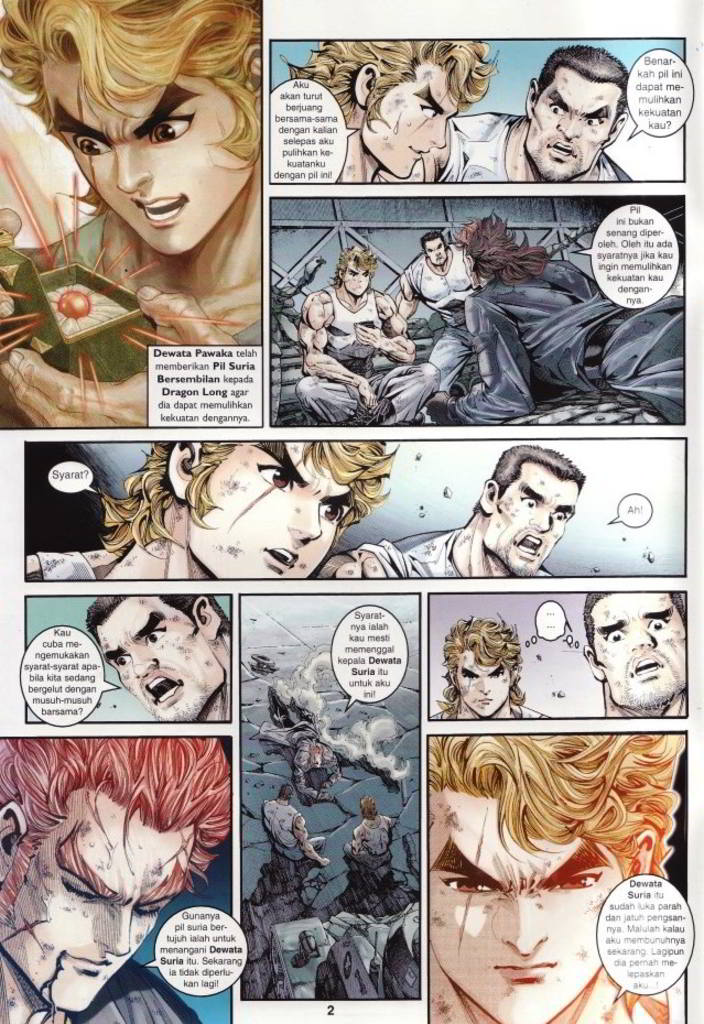 Dewata Pawaka telah
memberikan Pil Suria
Bersembilan kepada
Dragon Long agar
dia dapat memulihkan
kekuatan dengannya.
Aku
akan turut
berjuang
dengan kalian
selepas aku
pulihkan ke-
kuatanku
dengan pil ini!
Benar-
kah pil ini
dapat me-
mulihkan
kekuatan
kau?
Pil
ini bukan
senang diper-
oleh. Oleh itu ada
syaratnya jika kau
ingin memulihkan
kekuatan kau
dengan-
nya.
Syarat?
Ah!
Kau
cuba me-
ngemukakan
syarat-syarat apa-
bila kita sedang
bergelut dengan
musuh-musuh
barsama?
Syarat-
nya ialah kau
mesti
memenggal
kepala Dewata
Suria itu
untuk aku
ini!
...
...
Gunanya
pil suria ber-
tujuh ialah untuk
menangani Dewata
Suria itu. Sekarang
ia tidak diperlu-
kan lagi!
Dewata
Suria itu
sudah luka parah
dan jatuh pengsan-
nya. Malulah kalau
aku membunuhnya
sekarang. Lagipun
dia pernah me-
lepaskan
aku...!
2